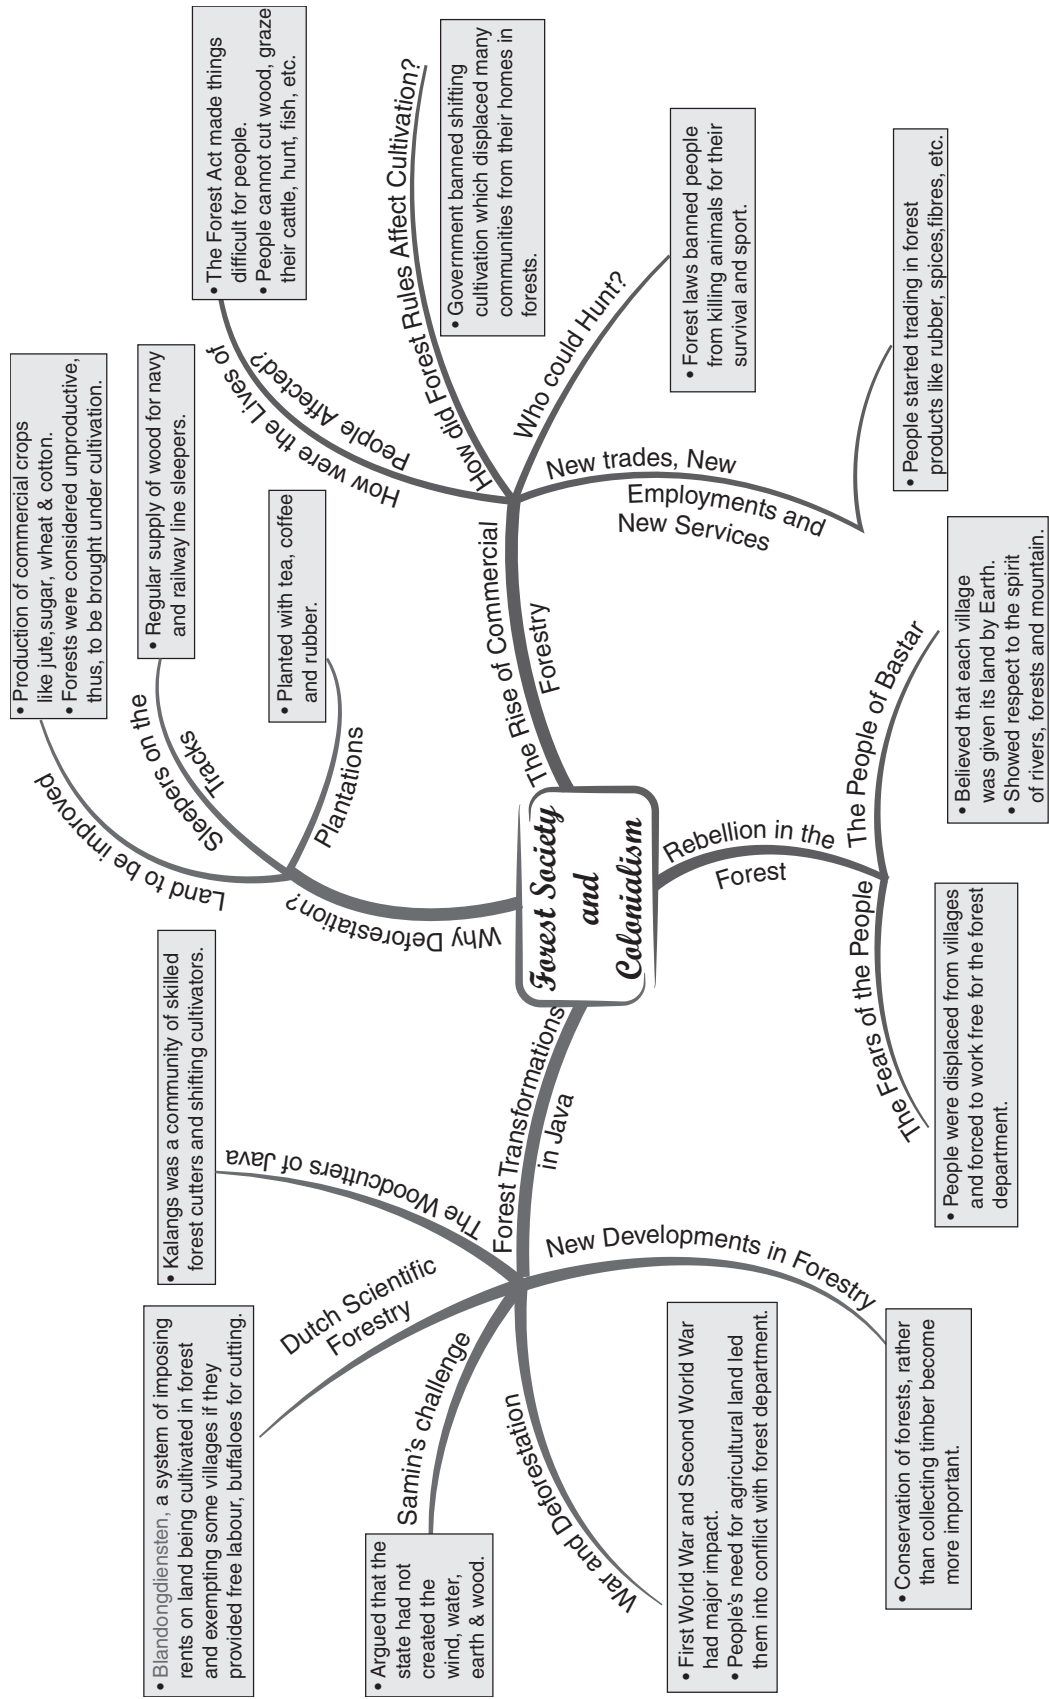 Forest Society
and
Colonialism
Why Deforestation?
Land to be improved
• Production of commercial crops
like jute,sugar, wheat & cotton.
• Forests were considered unproductive,
thus, to be brought under cultivation.
Sleepers on the
Tracks
• Regular supply of wood for navy
and railway line sleepers.
Plantations
• Planted with tea, coffee
and rubber.
The Rise of Commercial
Forestry
How were the Lives of
People Affected?
• The Forest Act made things
difficult for people.
• People cannot cut wood, graze
their cattle, hunt, fish, etc.
How did Forest Rules Affect Cultivation?
• Government banned shifting
cultivation which displaced many
communities from their homes in
forests.
Who could Hunt?
• Forest laws banned people
from killing animals for their
survival and sport.
New trades, New
Employments and
New Services
• People started trading in forest
products like rubber, spices,fibres, etc.
Rebellion in the
Forest
The People of Bastar
• Believed that each village
was given its land by Earth.
• Showed respect to the spirit
of rivers, forests and mountain.
The Fears of the People
• People were displaced from villages
and forced to work free for the forest
department.
Forest Transformations
in Java
The Woodcutters of Java
• Kalangs was a community of skilled
forest cutters and shifting cultivators.
Dutch Scientific
Forestry
• Blandongdiensten, a system of imposing
rents on land being cultivated in forest
and exempting some villages if they
provided free labour, buffaloes for cutting.
Samin's challenge
• Argued that the
state had not
created the
wind, water,
earth & wood.
War and Deforestation
• First World War and Second World War
had major impact.
• People's need for agricultural land led
them into conflict with forest department.
New Developments in Forestry
• Conservation of forests, rather
than collecting timber become
more important.